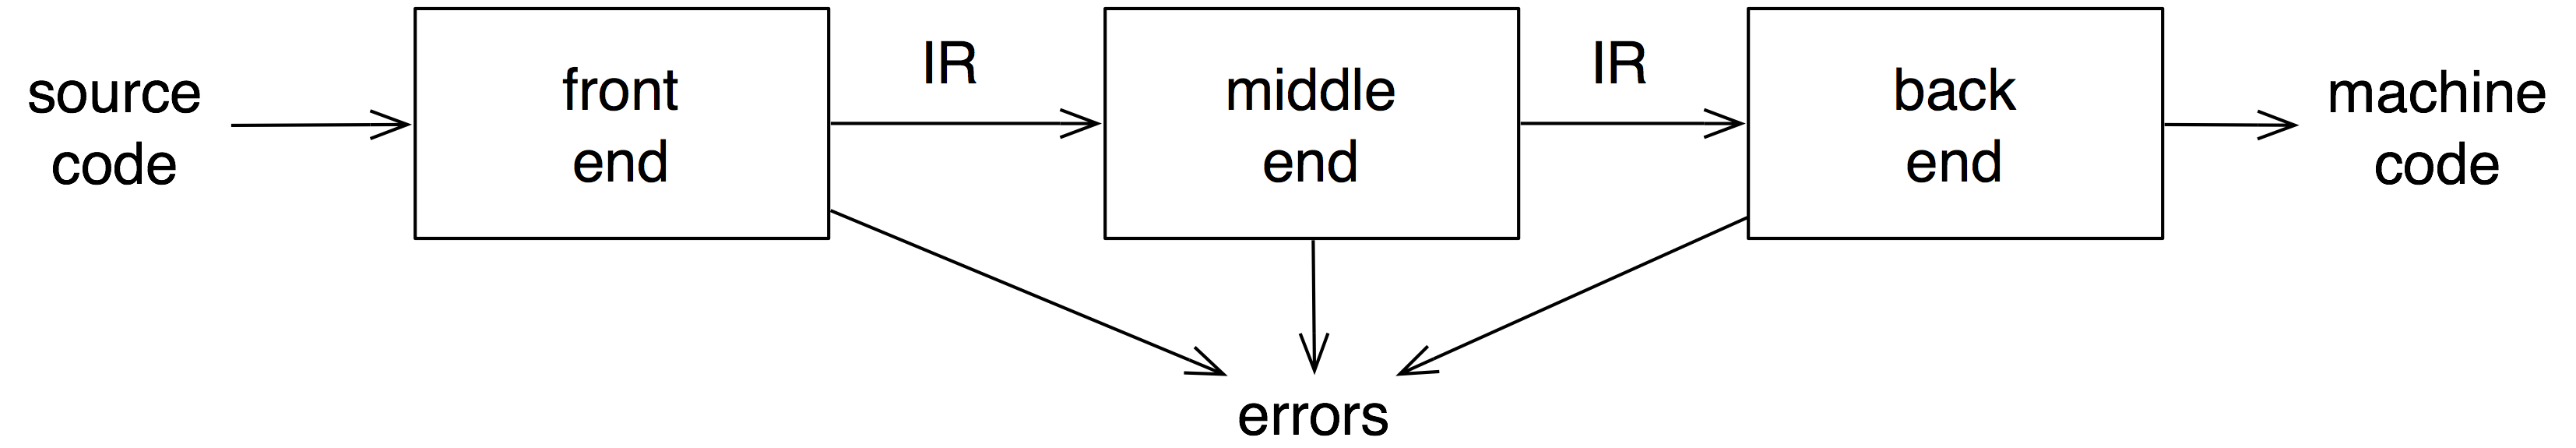 source
code
front
end
IR
middle
end
IR
back
end
machine
code
errors